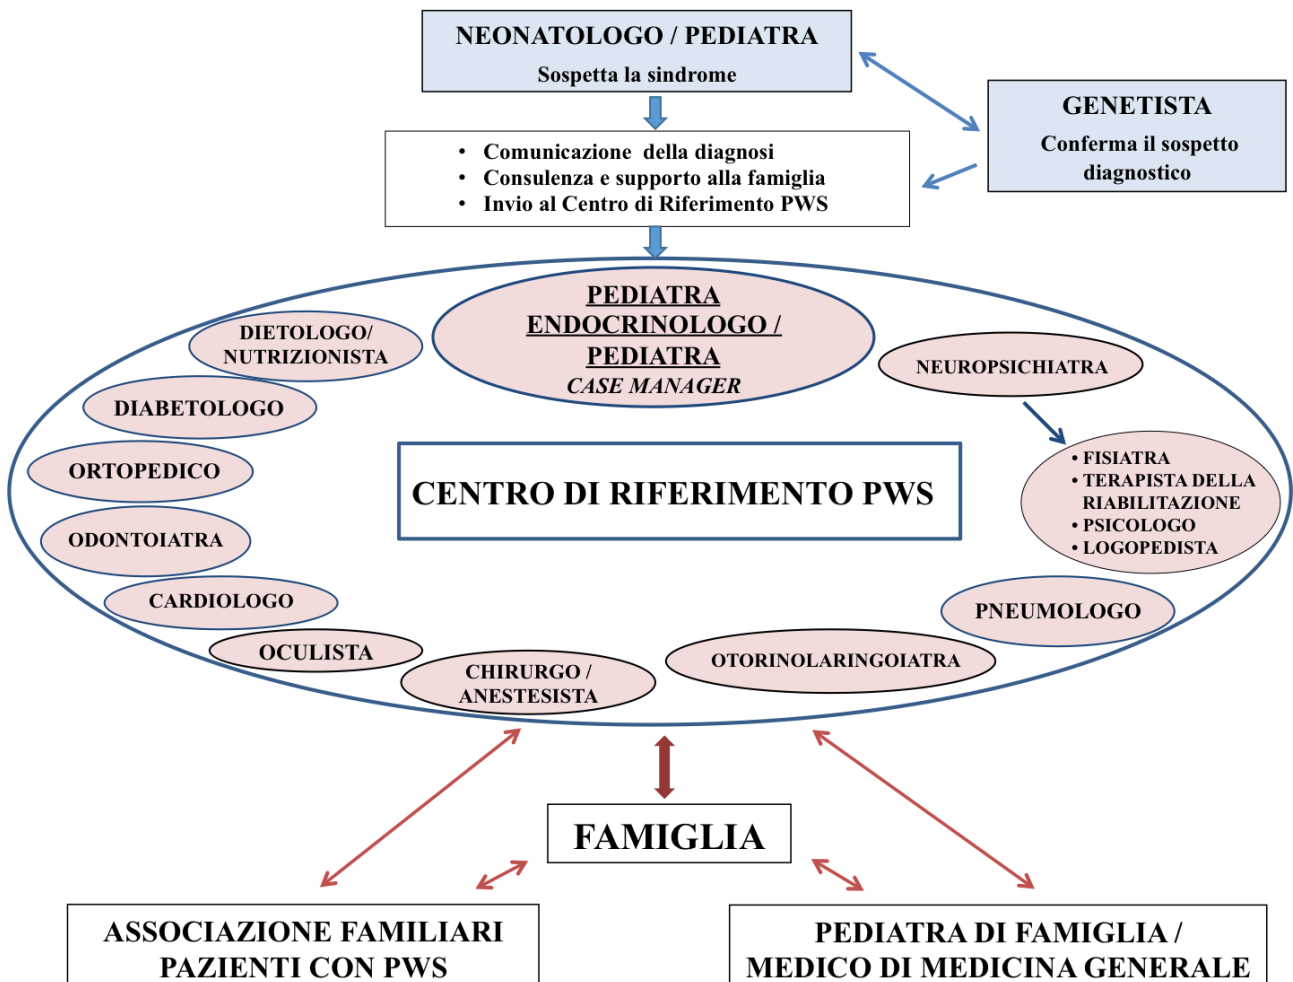 NEONATOLOGO / PEDIATRA
Sospetta la sindrome
GENETISTA
Conferma il sospetto
diagnostico
• Comunicazione della diagnosi
• Consulenza e supporto alla famiglia
• Invio al Centro di Riferimento PWS
PEDIATRA
ENDOCRINOLOGO /
PEDIATRA
CASE MANAGER
DIETOLOGO/
NUTRIZIONISTA
NEUROPSICHIATRA
DIABETOLOGO
ORTOPEDICO
• FISIATRA
• TERAPISTA DELLA
RIABILITAZIONE
• PSICOLOGO
• LOGOPEDISTA
CENTRO DI RIFERIMENTO PWS
ODONTOIATRA
CARDIOLOGO
PNEUMOLOGO
OCULISTA
CHIRURGO /
ANESTESISTA
OTORINOLARINGOIATRA
FAMIGLIA
ASSOCIAZIONE FAMILIARI
PAZIENTI CON PWS
PEDIATRA DI FAMIGLIA /
MEDICO DI MEDICINA GENERALE